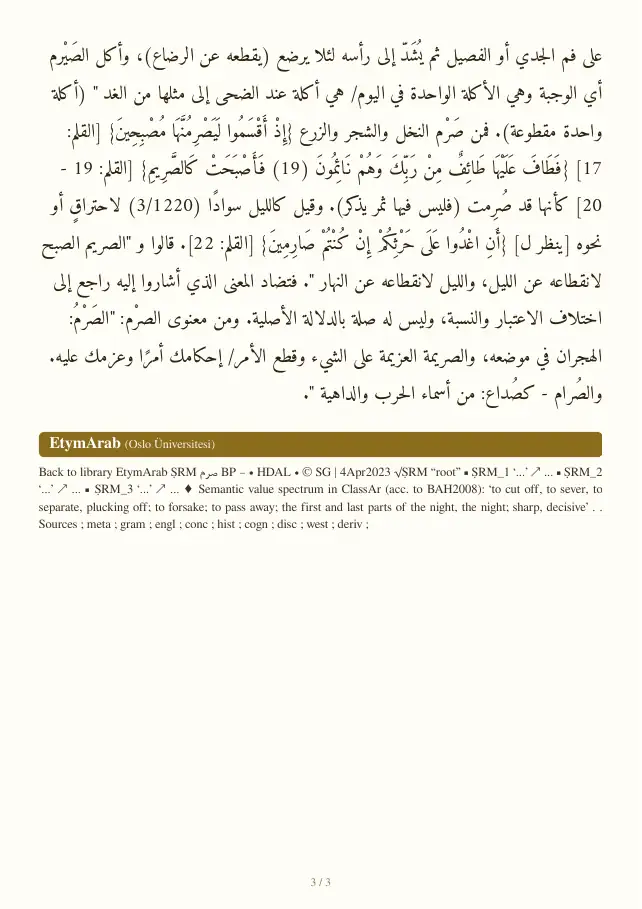 على فم الجدي أو الفصيل ثم يُشَدّ إلى رأسه لئلا يرضع (يقطعه عن الرضاع)، وأكل الصَيْرم
أي الوجبة وهي الأكلة الواحدة في اليوم/ هي أكلة عند الضحى إلى مثلها من الغد " (أكلة
واحدة مقطوعة). فمن صَرْم النخل والشجر والزرع {إِذْ أَقْسَمُوا لَيَصْرِمُنَّهَا مُصْبِحِينَ} [القلم:
17] {فَطَافَ عَلَيْهَا طَائِفٌ مِنْ رَبِّكَ وَهُمْ نَائِمُونَ (19) فَأَصْبَحَتْ كَالصَّرِيمِ} [القلم: 19 -
20] كأنها قد صُرِمت (فليس فيها ثمر يذكر). وقيل كالليل سوادًا (3/1220) لاحتراقٍ أو
نحوه [ينظر ل] {أَنِ اغْدُوا عَلَى حَرْثِكُمْ إِنْ كُنْتُمْ صَارِمِينَ} [القلم: 22]. قالوا و "الصريم الصبح
لانقطاعه عن الليل، والليل لانقطاعه عن النهار ". فتضاد المعنى الذي أشاروا إليه راجع إلى
اختلاف الاعتبار والنسبة، وليس له صلة بالدلالة الأصلية. ومن معنوى الصرْم: "الصَرْمُ:
الهجران في موضعه، والصريمة العزيمة على الشيء وقطع الأمر/ إحكامك أمرًا وعزمك عليه.
والصُرام - كصُداع: من أسماء الحرب والداهية ".
EtymArab (Oslo Üniversitesi)
Back to library EtymArab ṢRM صرم BP – • HDAL • © SG | 4Apr2023 √ṢRM “root” ▪ ṢRM_1 ‘...’ ↗ ... ▪ ṢRM_2
‘...’ ↗ ... ▪ ṢRM_3 ‘...’ ↗ ... ♦ Semantic value spectrum in ClassAr (acc. to BAH2008): ‘to cut off, to sever, to
separate, plucking off; to forsake; to pass away; the first and last parts of the night, the night; sharp, decisive’ . .
Sources ; meta ; gram ; engl ; conc ; hist ; cogn ; disc ; west ; deriv ;
3 / 3